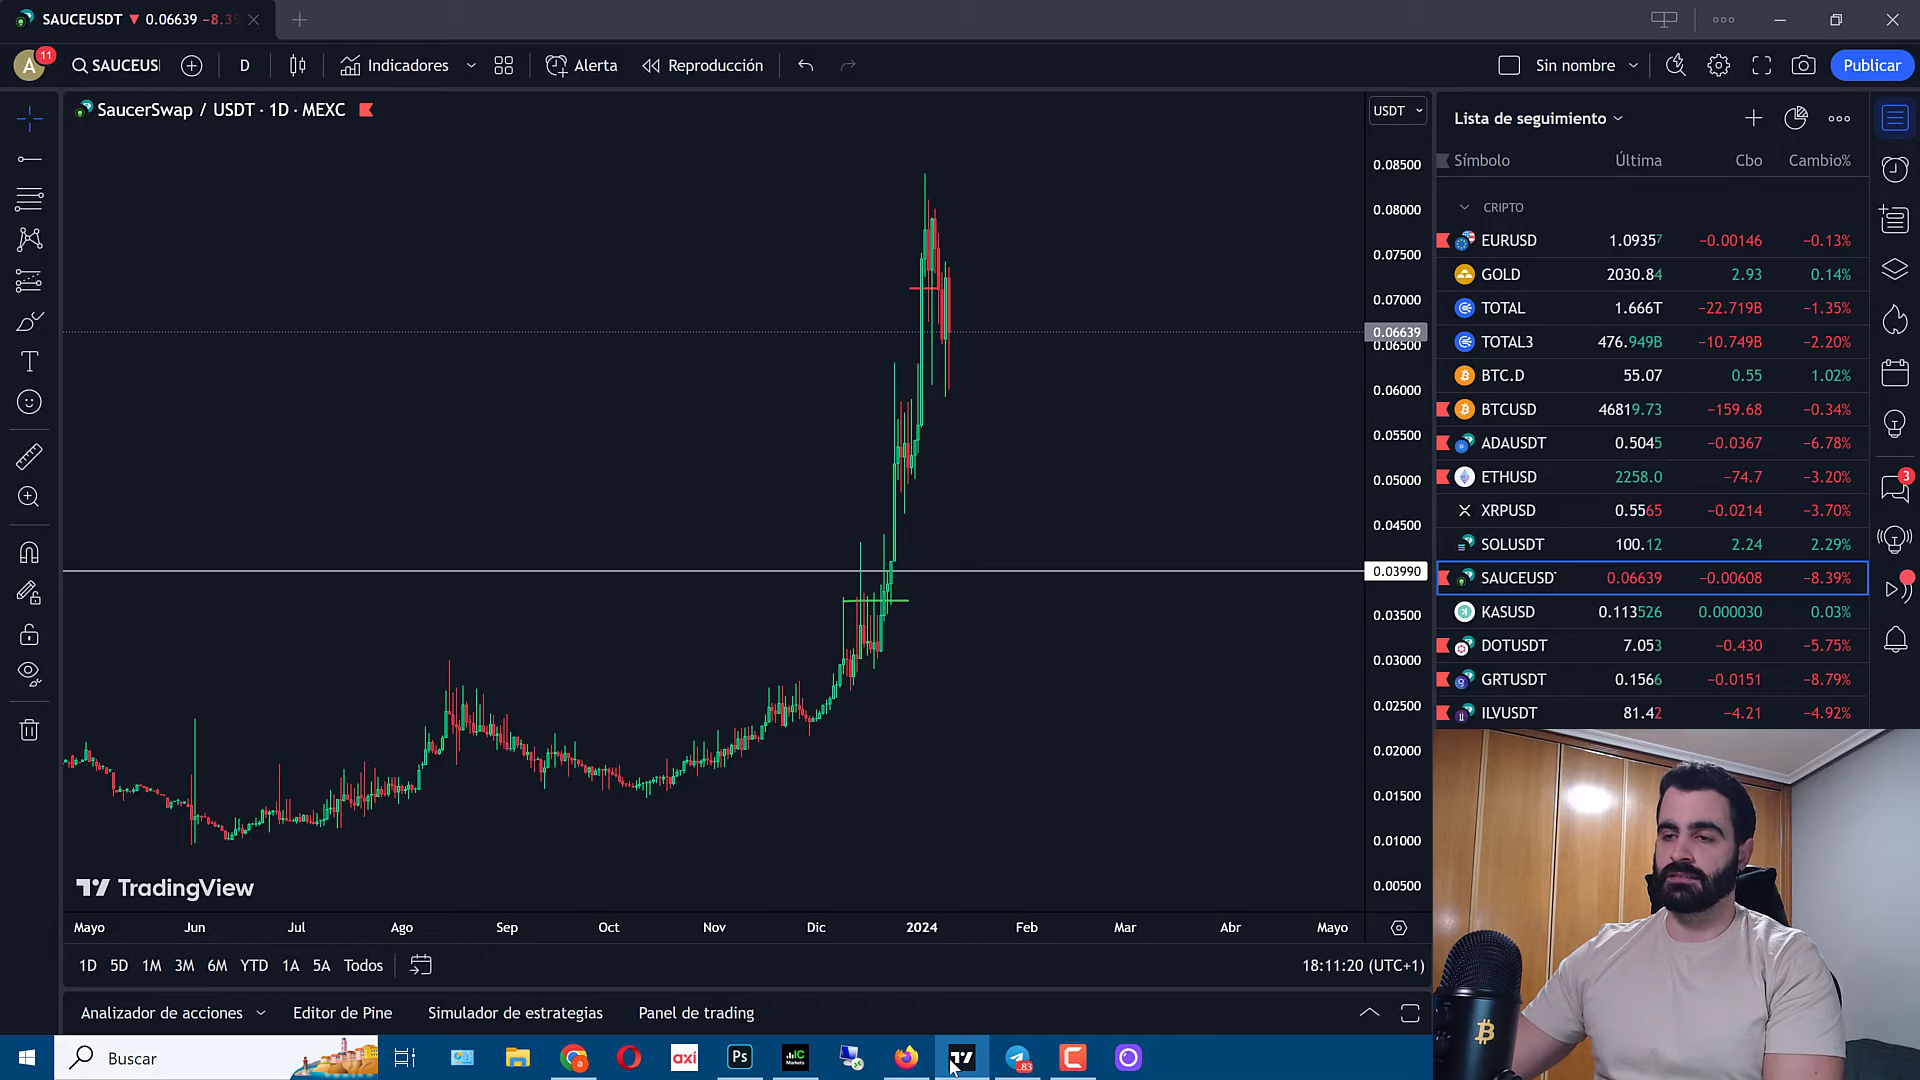 SAUCEUSDT ▼ 0.06639 −8.39
A
11
SAUCEUS
D
Indicadores
Alerta
Reproducción
Sin nombre
Publicar
SaucerSwap / USDT · 1D · MEXC
USDT
0.08500
0.08000
0.07500
0.07000
0.06639
0.06500
0.06000
0.05500
0.05000
0.04500
0.03990
0.03500
0.03000
0.02500
0.02000
0.01500
0.01000
0.00500
TradingView
Mayo Jun Jul Ago Sep Oct Nov Dic 2024 Feb Mar Abr Mayo
1D 5D 1M 3M 6M YTD 1A 5A Todos
18:11:20 (UTC+1)
Analizador de acciones Editor de Pine Simulador de estrategias Panel de trading
Lista de seguimiento
Símbolo Última Cbo Cambio%
CRIPTO
EURUSD 1.09357 −0.00146 −0.13%
GOLD 2030.84 2.93 0.14%
TOTAL 1.666T −22.719B −1.35%
TOTAL3 476.949B −10.749B −2.20%
BTC.D 55.07 0.55 1.02%
BTCUSD 46819.73 −159.68 −0.34%
ADAUSDT 0.5045 −0.0367 −6.78%
ETHUSD 2258.0 −74.7 −3.20%
XRPUSD 0.5565 −0.0214 −3.70%
SOLUSDT 100.12 2.24 2.29%
SAUCEUSD 0.06639 −0.00608 −8.39%
KASUSD 0.113526 0.000030 0.03%
DOTUSDT 7.053 −0.430 −5.75%
GRTUSDT 0.1566 −0.0151 −8.79%
ILVUSDT 81.42 −4.21 −4.92%
3
Buscar
axi
Ps
IC
Markets
83